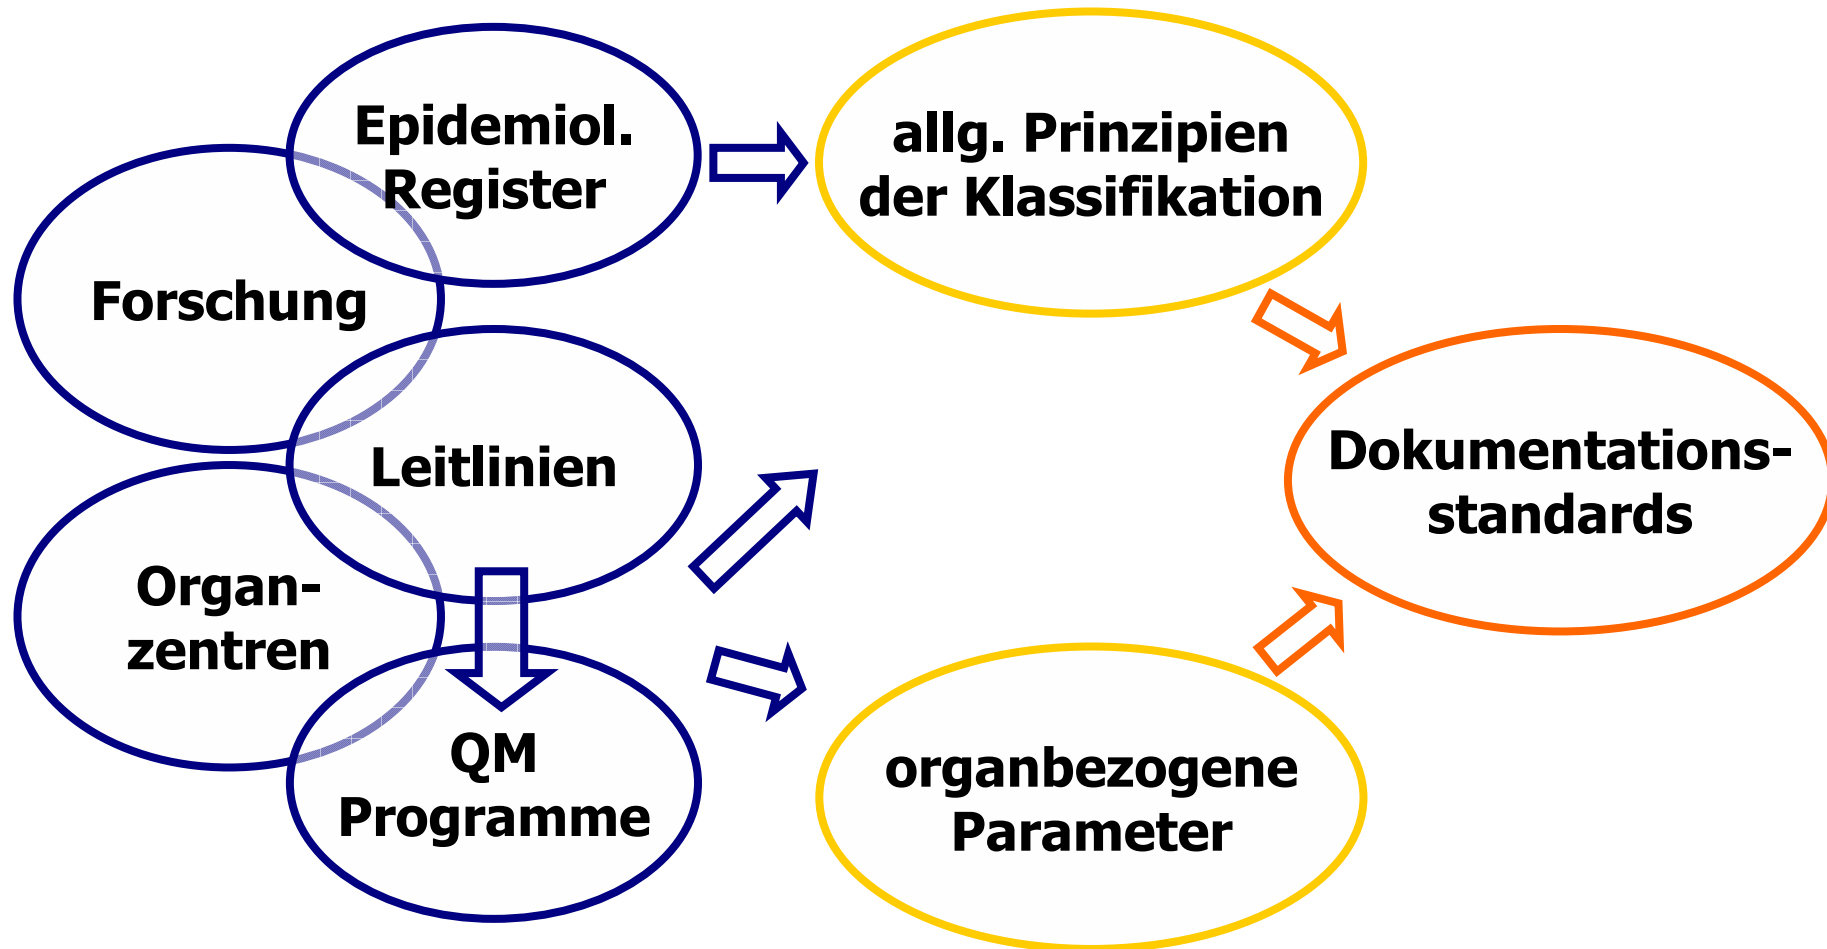 Epidemiol.
Register
allg. Prinzipien
der Klassifikation
Forschung
Leitlinien
Dokumentations-
standards
Organ-
zentren
QM
Programme
organbezogene
Parameter